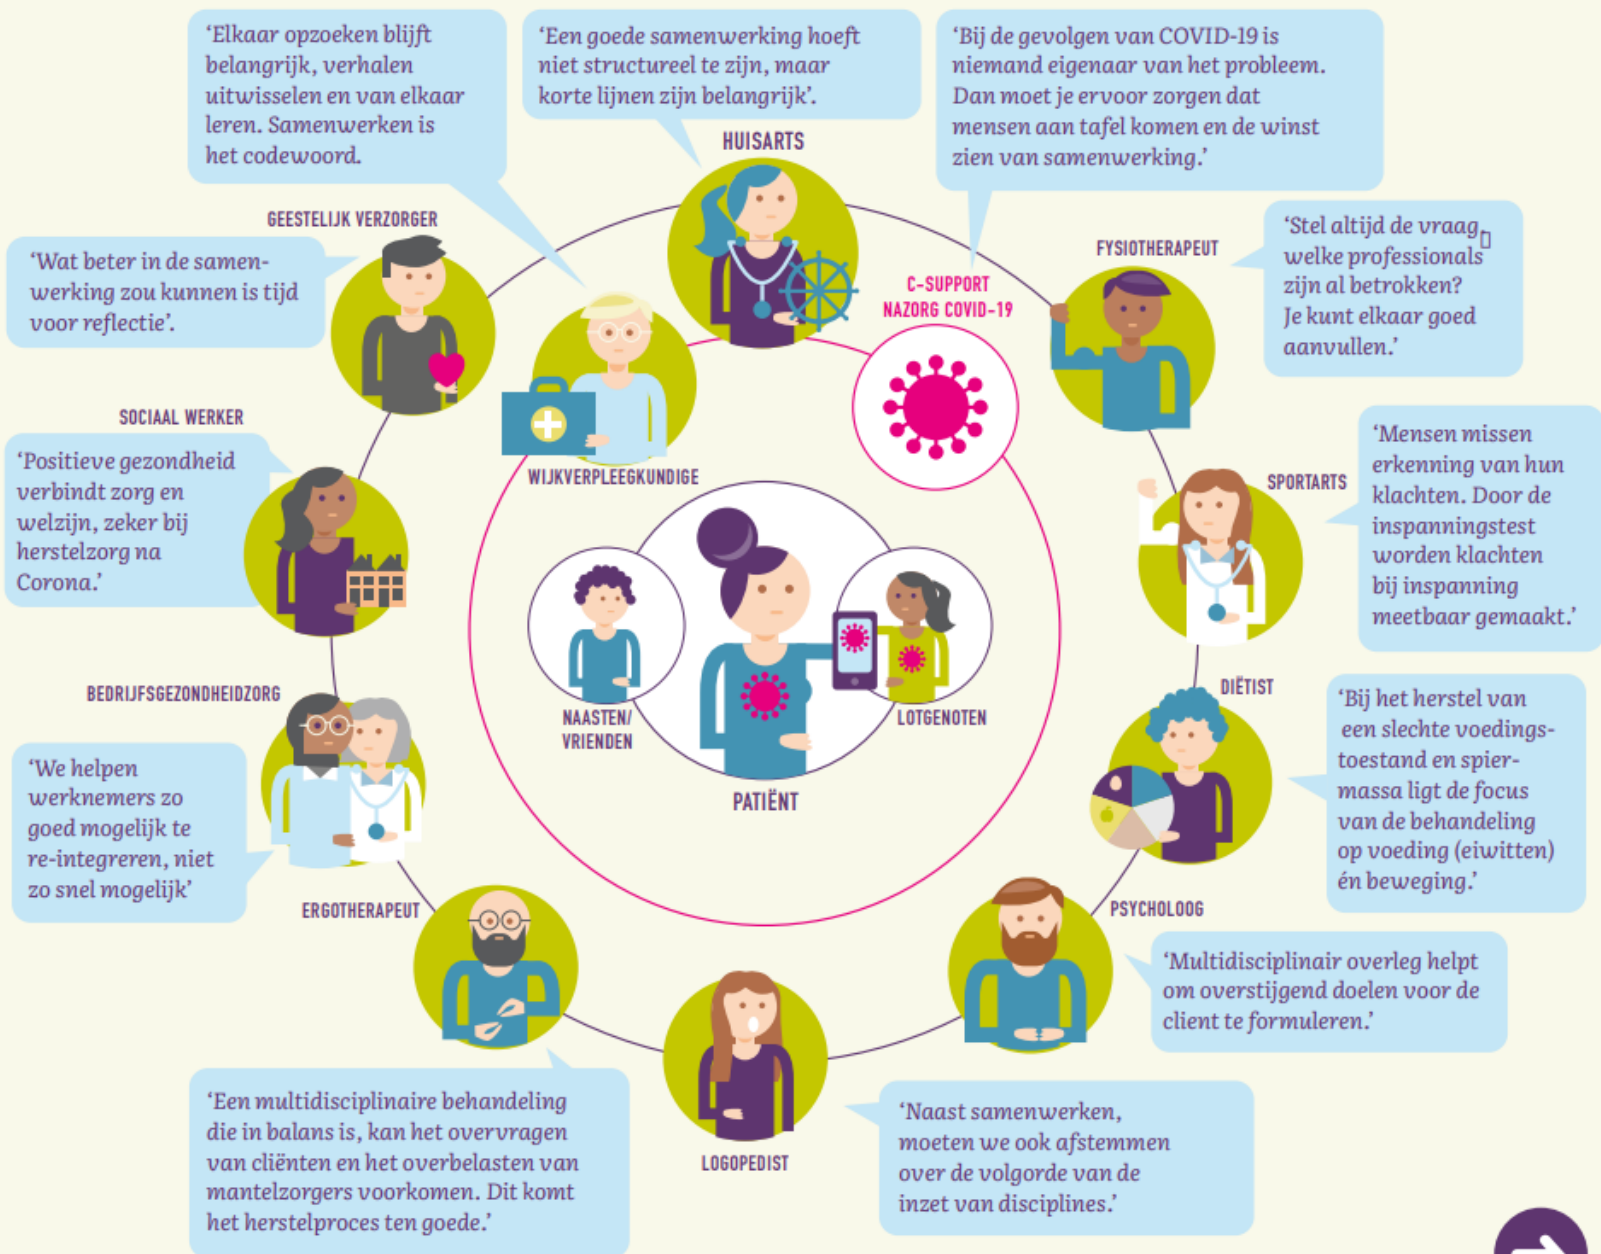 ‘Elkaar opzoeken blijft
belangrijk, verhalen
uitwisselen en van elkaar
leren. Samenwerken is
het codewoord.
‘Een goede samenwerking hoeft
niet structureel te zijn, maar
korte lijnen zijn belangrijk’.
‘Bij de gevolgen van COVID-19 is
niemand eigenaar van het probleem.
Dan moet je ervoor zorgen dat
mensen aan tafel komen en de winst
zien van samenwerking.’
HUISARTS
GEESTELIJK VERZORGER
‘Wat beter in de samen-
werking zou kunnen is tijd
voor reflectie’.
C-SUPPORT
NAZORG COVID-19
FYSIOTHERAPEUT
‘Stel altijd de vraag,
welke professionals
zijn al betrokken?
Je kunt elkaar goed
aanvullen.’
SOCIAAL WERKER
‘Positieve gezondheid
verbindt zorg en
welzijn, zeker bij
herstelzorg na
Corona.’
WIJKVERPLEEGKUNDIGE
SPORTARTS
‘Mensen missen
erkenning van hun
klachten. Door de
inspanningstest
worden klachten
bij inspanning
meetbaar gemaakt.’
BEDRIJFSGEZONDHEIDZORG
‘We helpen
werknemers zo
goed mogelijk te
re-integreren, niet
zo snel mogelijk’
NAASTEN/
VRIENDEN
LOTGENOTEN
PATIËNT
DIËTIST
‘Bij het herstel van
een slechte voedings-
toestand en spier-
massa ligt de focus
van de behandeling
op voeding (eiwitten)
én beweging.’
ERGOTHERAPEUT
PSYCHOLOOG
‘Multidisciplinair overleg helpt
om overstijgend doelen voor de
client te formuleren.’
‘Een multidisciplinaire behandeling
die in balans is, kan het overvragen
van cliënten en het overbelasten van
mantelzorgers voorkomen. Dit komt
het herstelproces ten goede.’
LOGOPEDIST
‘Naast samenwerken,
moeten we ook afstemmen
over de volgorde van de
inzet van disciplines.’